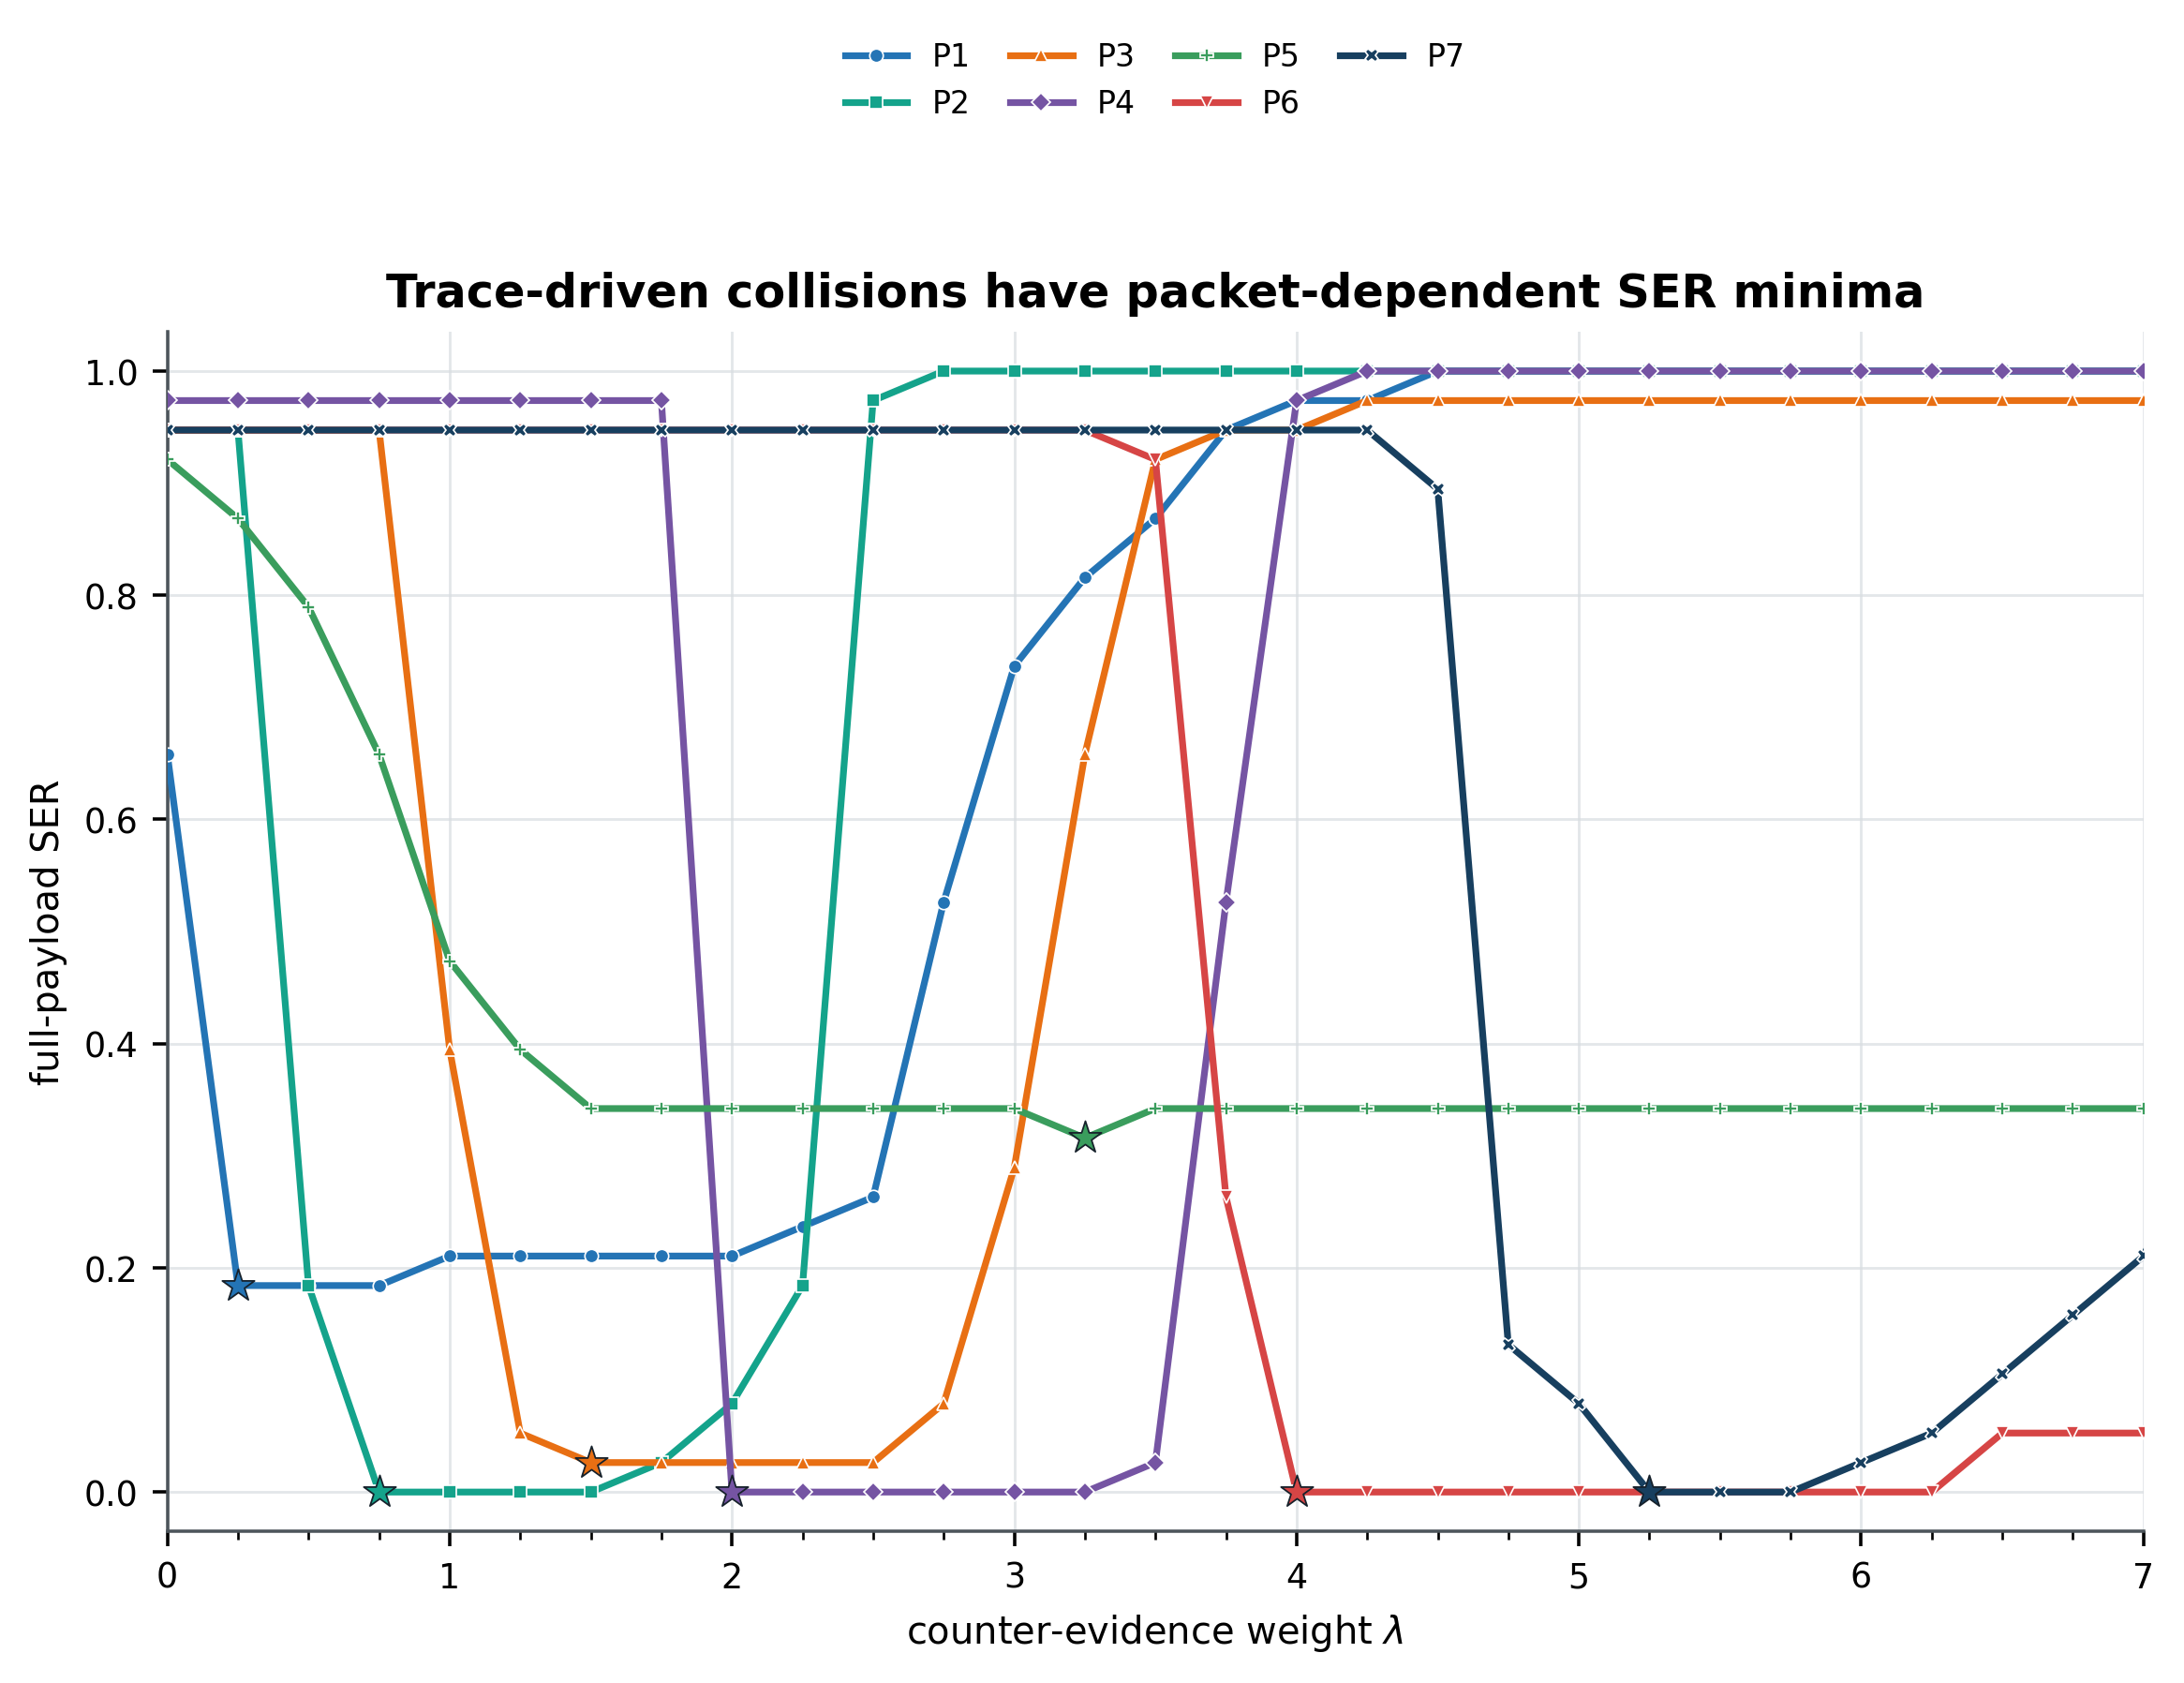 P1 P3 P5 P7
P2 P4 P6
Trace-driven collisions have packet-dependent SER minima
full-payload SER
1.0
0.8
0.6
0.4
0.2
0.0
0 1 2 3 4 5 6 7
counter-evidence weight λ